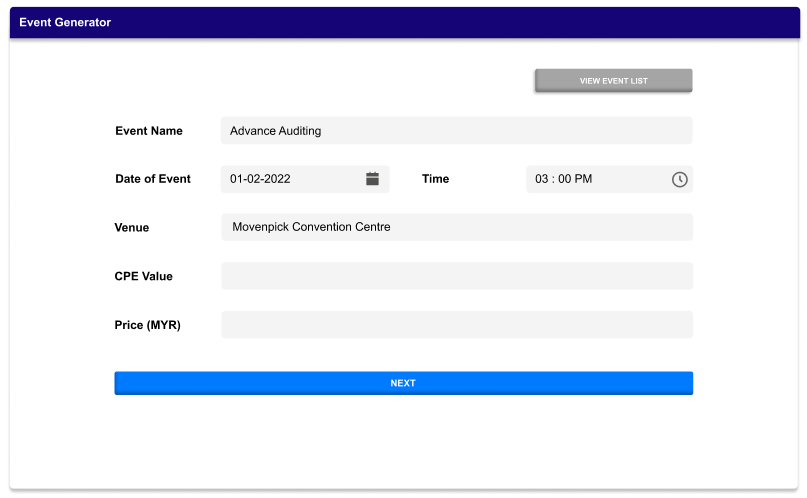 Event Generator
VIEW EVENT LIST
Event Name Advance Auditing
Date of Event 01-02-2022 Time 03 : 00 PM
Venue Movenpick Convention Centre
CPE Value
Price (MYR)
NEXT